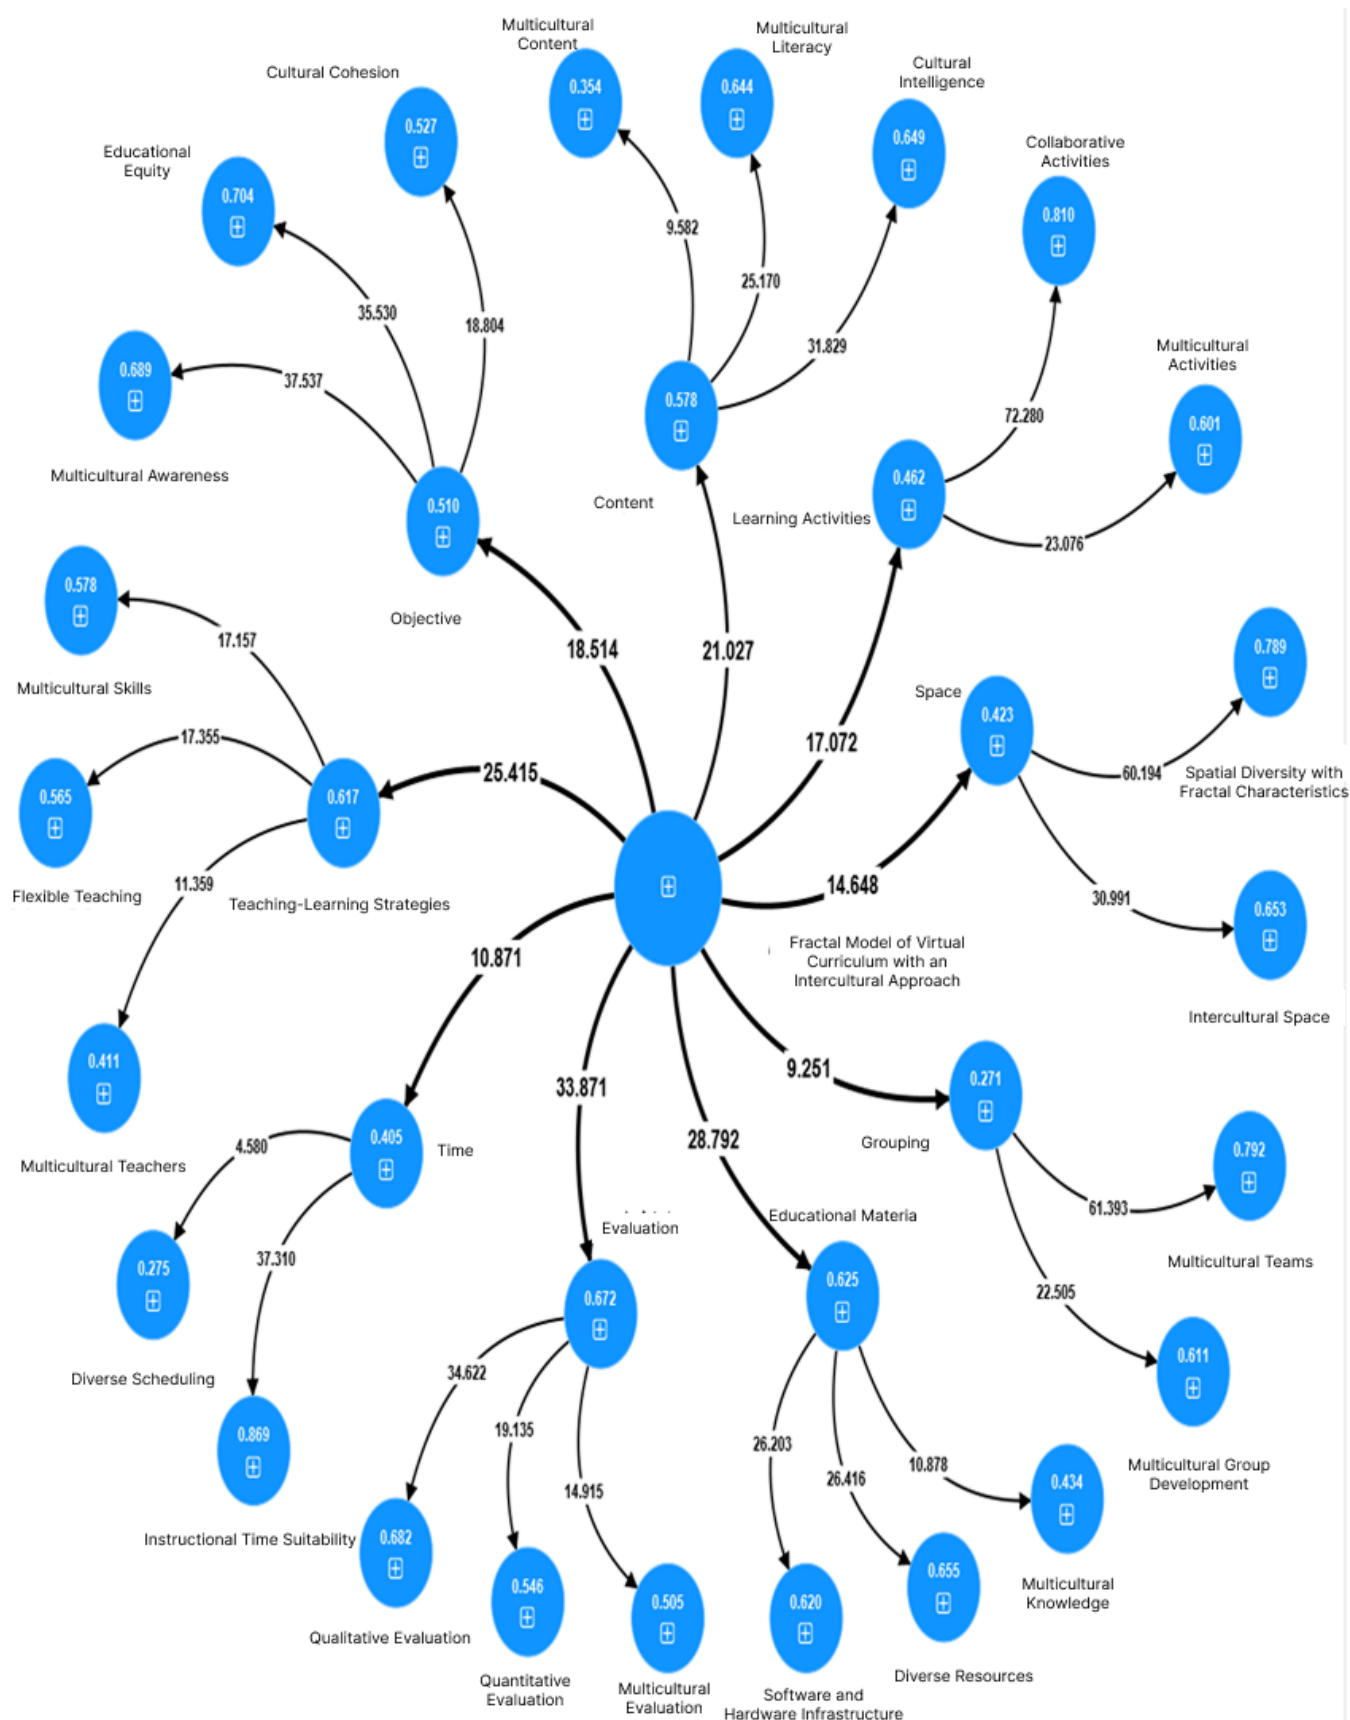 Multicultural
Content
Multicultural
Literacy
Cultural
Intelligence
Cultural Cohesion
0.354
0.644
0.649
0.527
Educational
Equity
Collaborative
Activities
0.704
0.810
9.582
25.170
31.829
35.530
18.804
Multicultural
Activities
0.689
37.537
0.578
72.280
0.601
Multicultural Awareness
0.510
Content
0.462
Learning Activities
23.076
0.578
Objective
17.157
18.514
21.027
0.789
Multicultural Skills
Space
0.423
17.355
25.415
17.072
60.194
Spatial Diversity with
Fractal Characteristics
0.565
0.617
11.359
14.648
30.991
Flexible Teaching
Teaching-Learning Strategies
0.653
10.871
Fractal Model of Virtual
Curriculum with an
Intercultural Approach
Intercultural Space
0.411
33.871
9.251
0.271
Multicultural Teachers
4.580
0.405
Time
28.792
Grouping
0.792
61.393
Evaluation
Educational Materia
Multicultural Teams
0.275
37.310
0.672
0.625
22.505
Diverse Scheduling
34.622
0.611
0.869
19.135
14.915
26.203
26.416
10.878
Multicultural Group
Development
0.434
Instructional Time Suitability
0.682
0.546
0.505
0.620
0.655
Multicultural
Knowledge
Qualitative Evaluation
Quantitative
Evaluation
Multicultural
Evaluation
Software and
Hardware Infrastructure
Diverse Resources